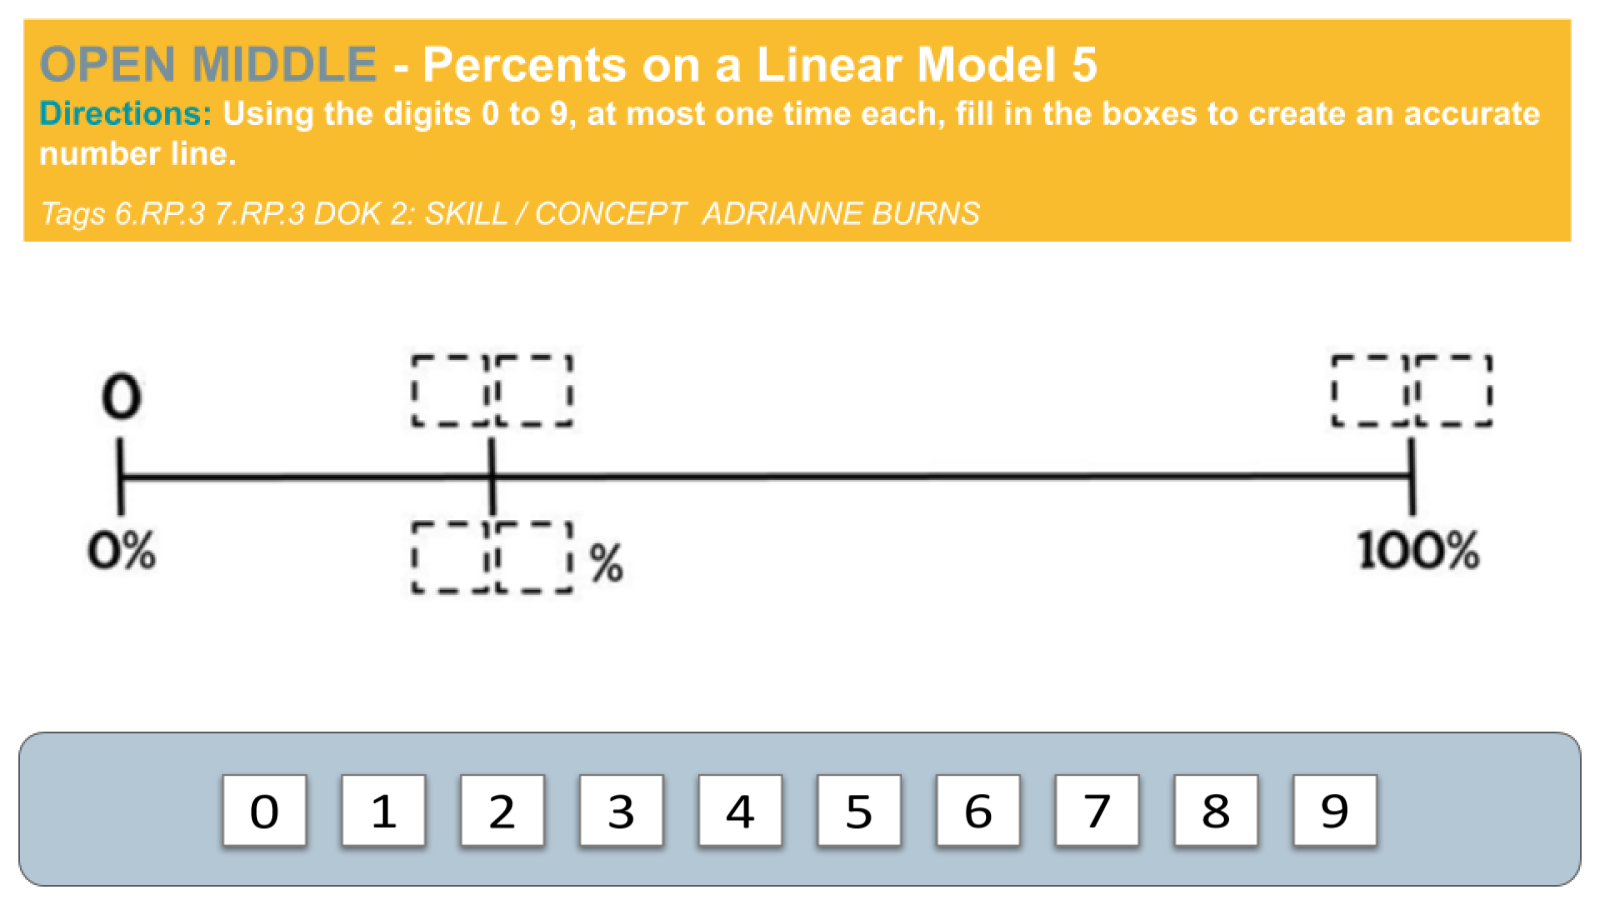 OPEN MIDDLE - Percents on a Linear Model 5
Directions: Using the digits 0 to 9, at most one time each, fill in the boxes to create an accurate
number line.
Tags 6.RP.3 7.RP.3 DOK 2: SKILL / CONCEPT ADRIANNE BURNS
0
0% % 100%
0 1 2 3 4 5 6 7 8 9